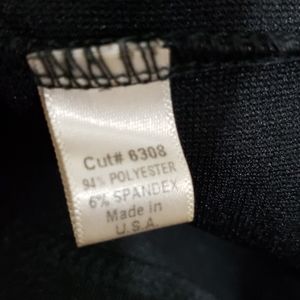 Cut# 6308
94% POLYESTER
6% SPANDEX
Made in
U.S.A.